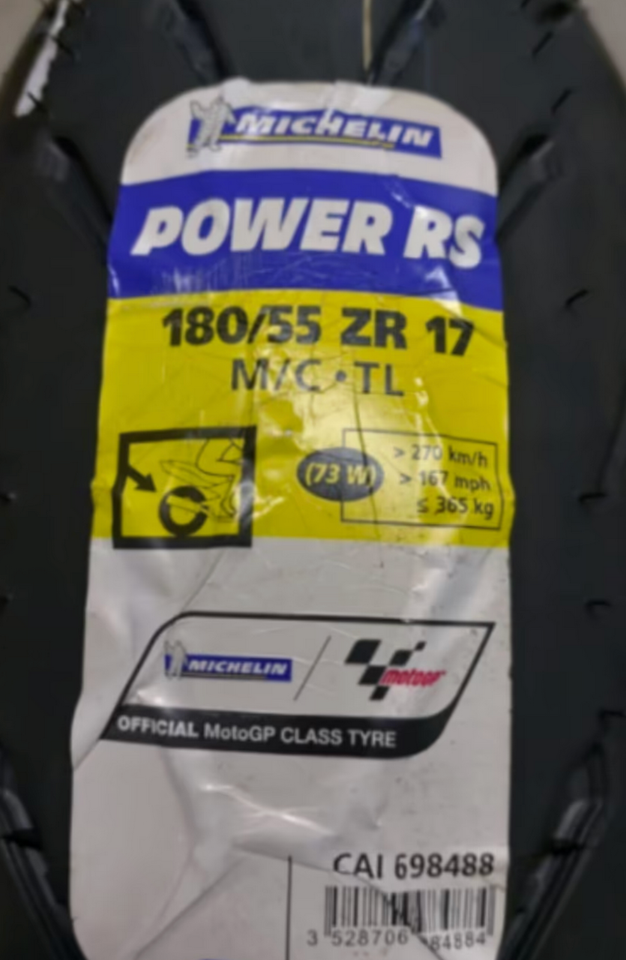 MICHELIN
POWER RS
180/55 ZR 17
M/C • TL
(73 W)
> 270 km/h
> 167 mph
≤ 365 kg
MICHELIN
motoGP
OFFICIAL MotoGP CLASS TYRE
CAI 698488
3 528706 984884